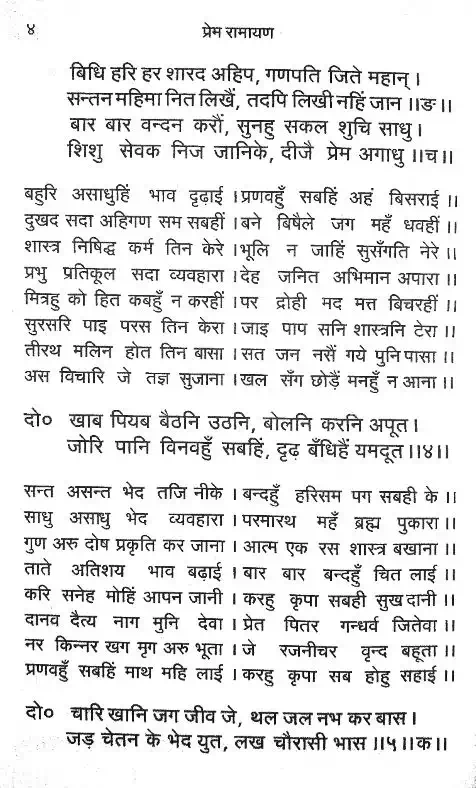 ४
प्रेम रामायण
बिधि हरि हर शारद अहिप, गणपति जिते महान् ।
सन्तन महिमा नित लिखैं, तदपि लिखी नहिं जान ।।ङ।।
बार बार वन्दन करौं, सुनहु सकल शुचि साधु ।
शिशु सेवक निज जानिके, दीजै प्रेम अगाधु ।।च।।
बहुरि असाधुहिं भाव दृढ़ाई । प्रणवहुँ सबहिं अहं बिसराई ।।
दुखद सदा अहिगण सम सबहीं । बने बिषैले जग महँ धवहीं ।।
शास्त्र निषिद्ध कर्म तिन केरे । भूलि न जाहिं सुसँगति नेरे ।।
प्रभु प्रतिकूल सदा व्यवहारा । देह जनित अभिमान अपारा ।।
मित्रहु को हित कबहुँ न करहीं । पर द्रोही मद मत्त बिचरहीं ।।
सुरसरि पाइ परस तिन केरा । जाइ पाप सनि शास्त्रनि टेरा ।।
तीरथ मलिन होत तिन बासा । सत जन नसैं गये पुनि पासा ।।
अस विचारि जे तज्ञ सुजाना । खल सँग छोड़ैं मनहुँ न आना ।।
दो० खाब पियब बैठनि उठनि, बोलनि करनि अपूत ।
जोरि पानि विनवहुँ सबहिं, दृढ़ बँधिहैं यमदूत ।।४।।
सन्त असन्त भेद तजि नीके । बन्दहुँ हरिसम पग सबही के ।।
साधु असाधु भेद व्यवहारा । परमारथ महँ ब्रह्म पुकारा ।।
गुण अरु दोष प्रकृति कर जाना । आत्म एक रस शास्त्र बखाना ।।
ताते अतिशय भाव बढ़ाई । बार बार बन्दहुँ चित लाई ।।
करि सनेह मोहिं आपन जानी । करहु कृपा सबही सुख दानी ।।
दानव दैत्य नाग मुनि देवा । प्रेत पितर गन्धर्व जितेवा ।।
नर किन्नर खग मृग अरु भूता । जे रजनीचर वृन्द बहूता ।।
प्रणवहुँ सबहिं माथ महि लाई । करहु कृपा सब होहु सहाई ।।
दो० चारि खानि जग जीव जे, थल जल नभ कर बास ।
जड़ चेतन के भेद युत, लख चौरासी भास ।।५।।क।।